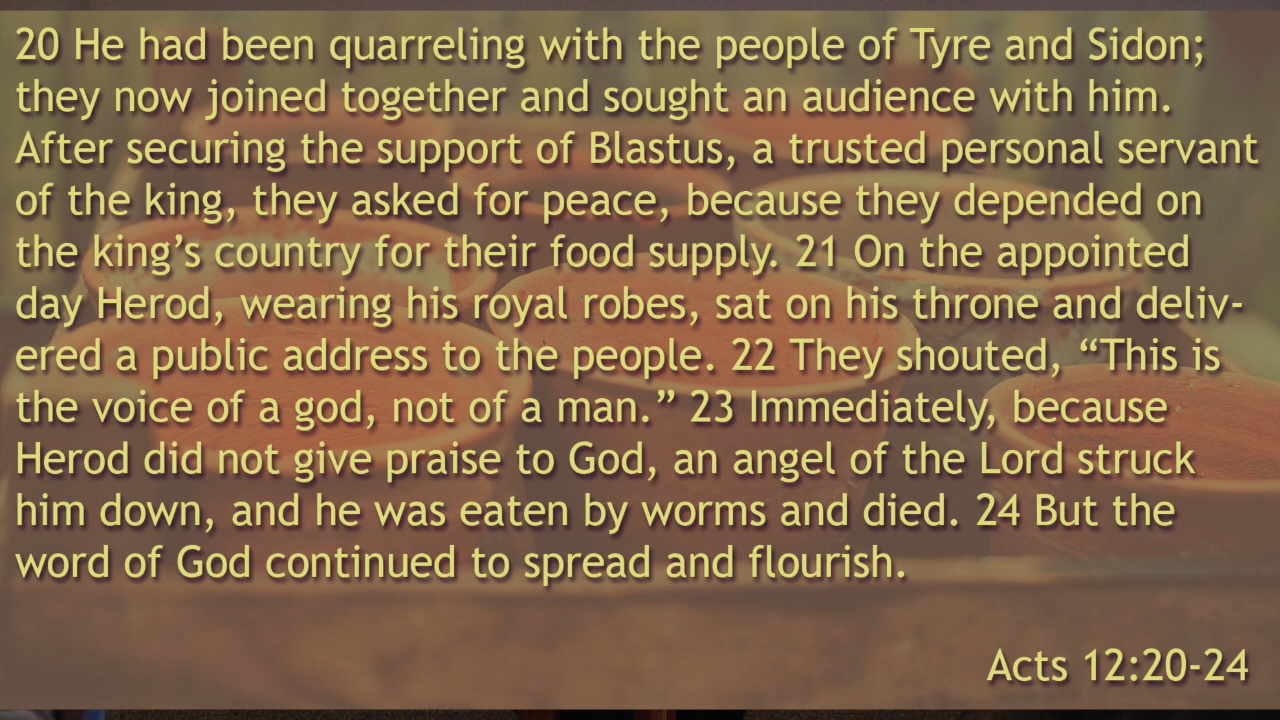 20 He had been quarreling with the people of Tyre and Sidon;
they now joined together and sought an audience with him.
After securing the support of Blastus, a trusted personal servant
of the king, they asked for peace, because they depended on
the king’s country for their food supply. 21 On the appointed
day Herod, wearing his royal robes, sat on his throne and deliv-
ered a public address to the people. 22 They shouted, “This is
the voice of a god, not of a man.” 23 Immediately, because
Herod did not give praise to God, an angel of the Lord struck
him down, and he was eaten by worms and died. 24 But the
word of God continued to spread and flourish.
Acts 12:20-24